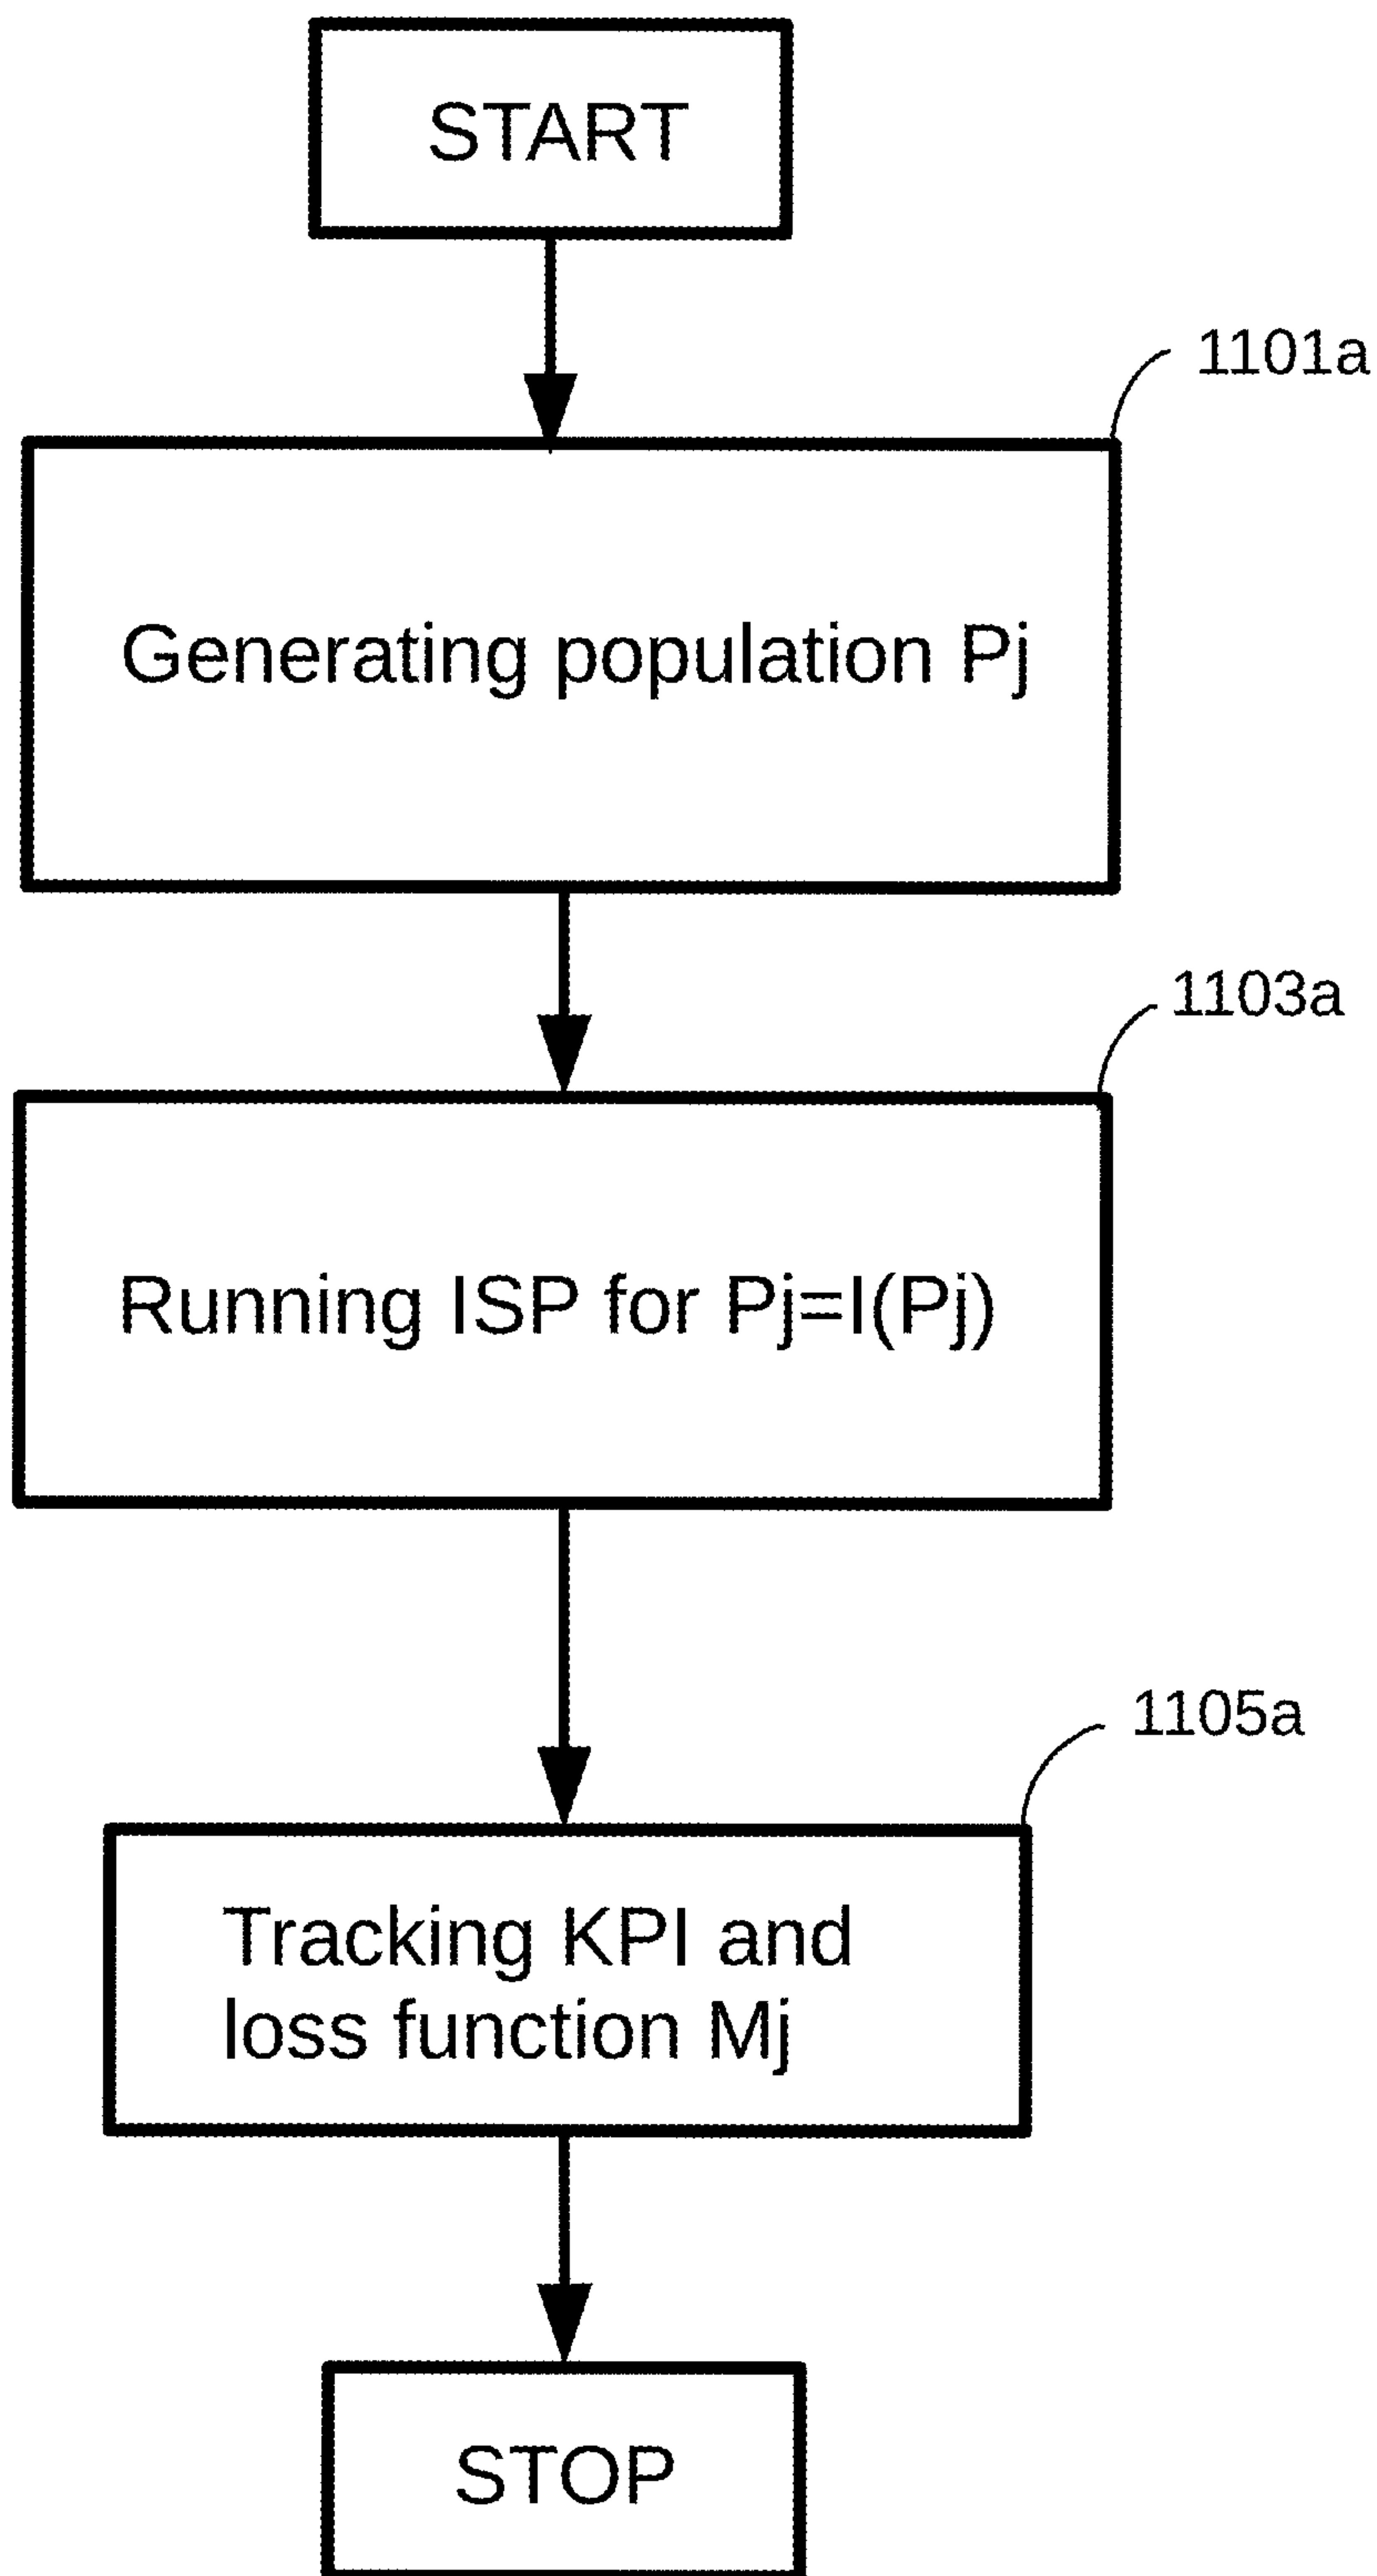 START
1101a
Generating population Pj
1103a
Running ISP for Pj=I(Pj)
1105a
Tracking KPI and
loss function Mj
STOP